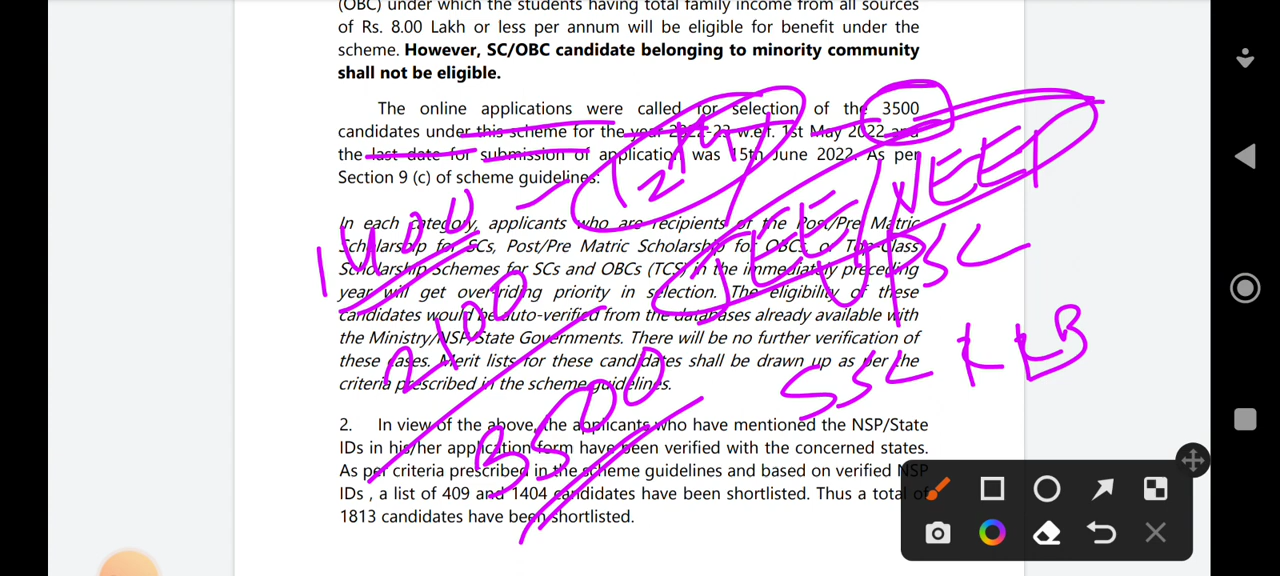 (OBC) under which the students having total family income from all sources
of Rs. 8.00 Lakh or less per annum will be eligible for benefit under the
scheme. However, SC/OBC candidate belonging to minority community
shall not be eligible.
The online applications were called for selection of the 3500
candidates under this scheme for the year 2022-23 w.e.f. 1st May 2022 and
the last date for submission of application was 15th June 2022. As per
Section 9 (c) of scheme guidelines:
In each category, applicants who are recipients of the Post/Pre Matric
Scholarship for SCs, Post/Pre Matric Scholarship for OBCs or Top Class
Scholarship Schemes for SCs and OBCs (TCS) in the immediately preceding
year will get over-riding priority in selection. The eligibility of these
candidates would be auto-verified from the databases already available with
the Ministry/NSP/State Governments. There will be no further verification of
these cases. Merit lists for these candidates shall be drawn up as per the
criteria prescribed in the scheme guidelines.
2. In view of the above, the applicants who have mentioned the NSP/State
IDs in his/her application form have been verified with the concerned states.
As per criteria prescribed in the scheme guidelines and based on verified NSP
IDs , a list of 409 and 1404 candidates have been shortlisted. Thus a total of
1813 candidates have been shortlisted.
12th
JEE/NEET
1400
UPSC
2100
SSC
3500